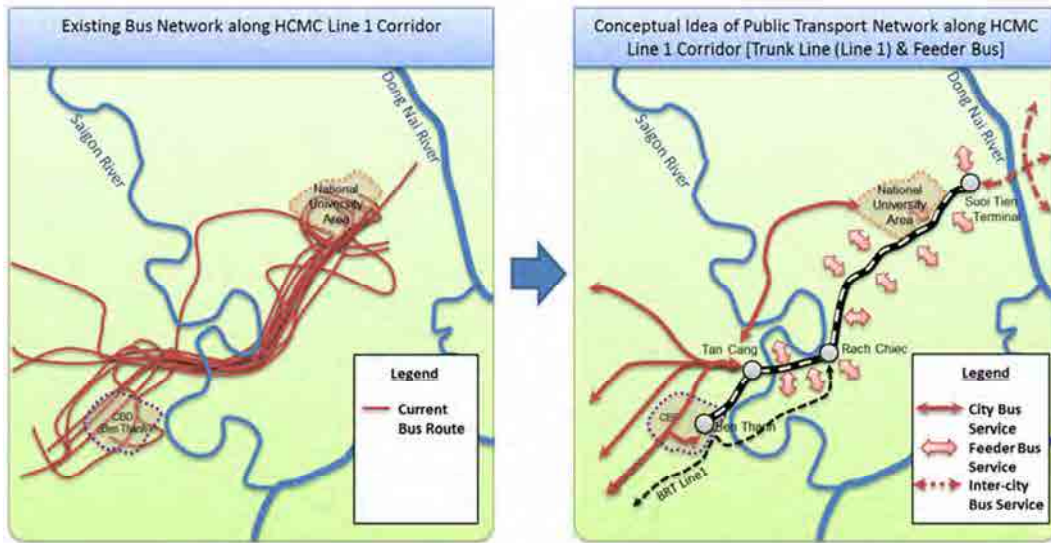 Existing Bus Network along HCMC Line 1 Corridor
Saigon River
Dong Nai River
National
University
Area
CBD
Ben Thanh
Legend
Current
Bus Route
Conceptual Idea of Public Transport Network along HCMC
Line 1 Corridor [Trunk Line (Line 1) & Feeder Bus]
Saigon River
Dong Nai River
National
University
Area
Suoi Tien
Terminal
Tan Cang
Rach Chiec
CBD
Ben Thanh
BRT Line1
Legend
City Bus
Service
Feeder Bus
Service
Inter-city
Bus Service